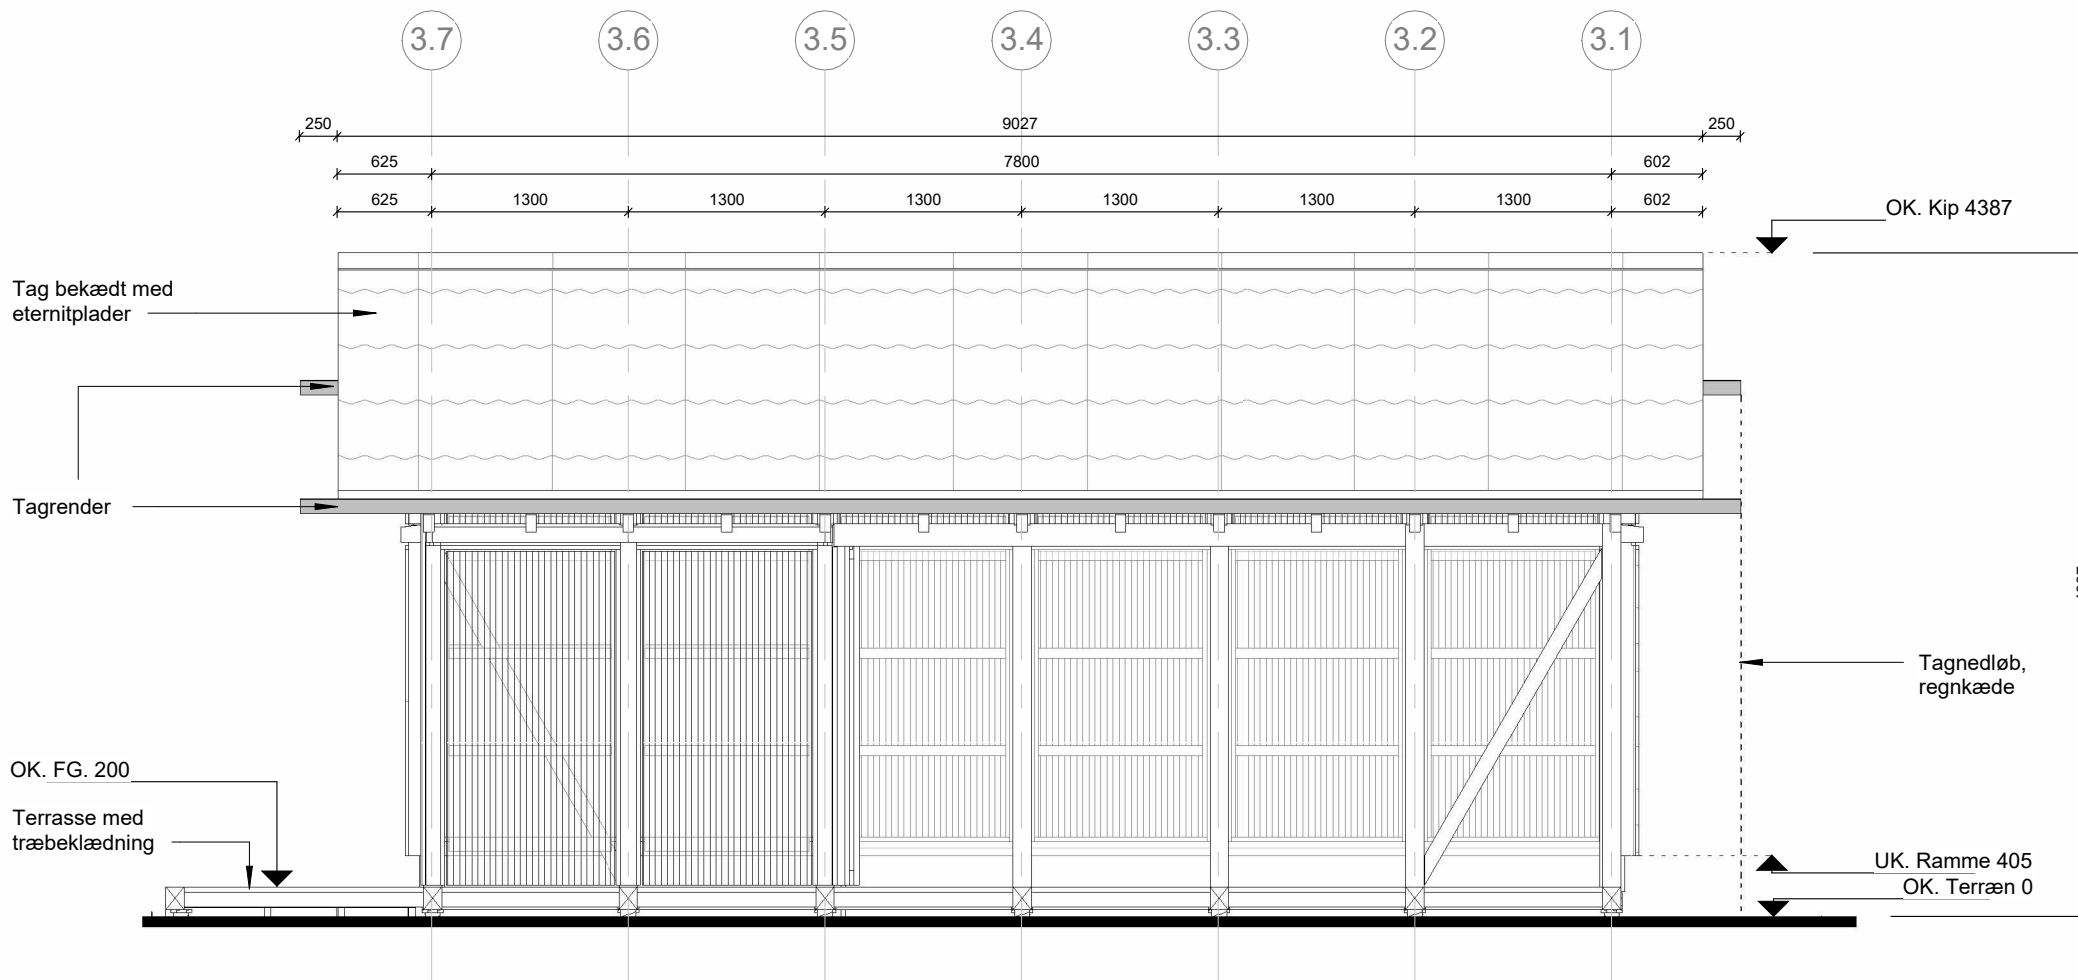 3.7 3.6 3.5 3.4 3.3 3.2 3.1
250 9027 250
625 7800 602
625 1300 1300 1300 1300 1300 1300 602
OK. Kip 4387
Tag bekædt med
eternitplader
Tagrender
Tagnedløb,
regnkæde
OK. FG. 200
Terrasse med
træbeklædning
UK. Ramme 405
OK. Terræn 0